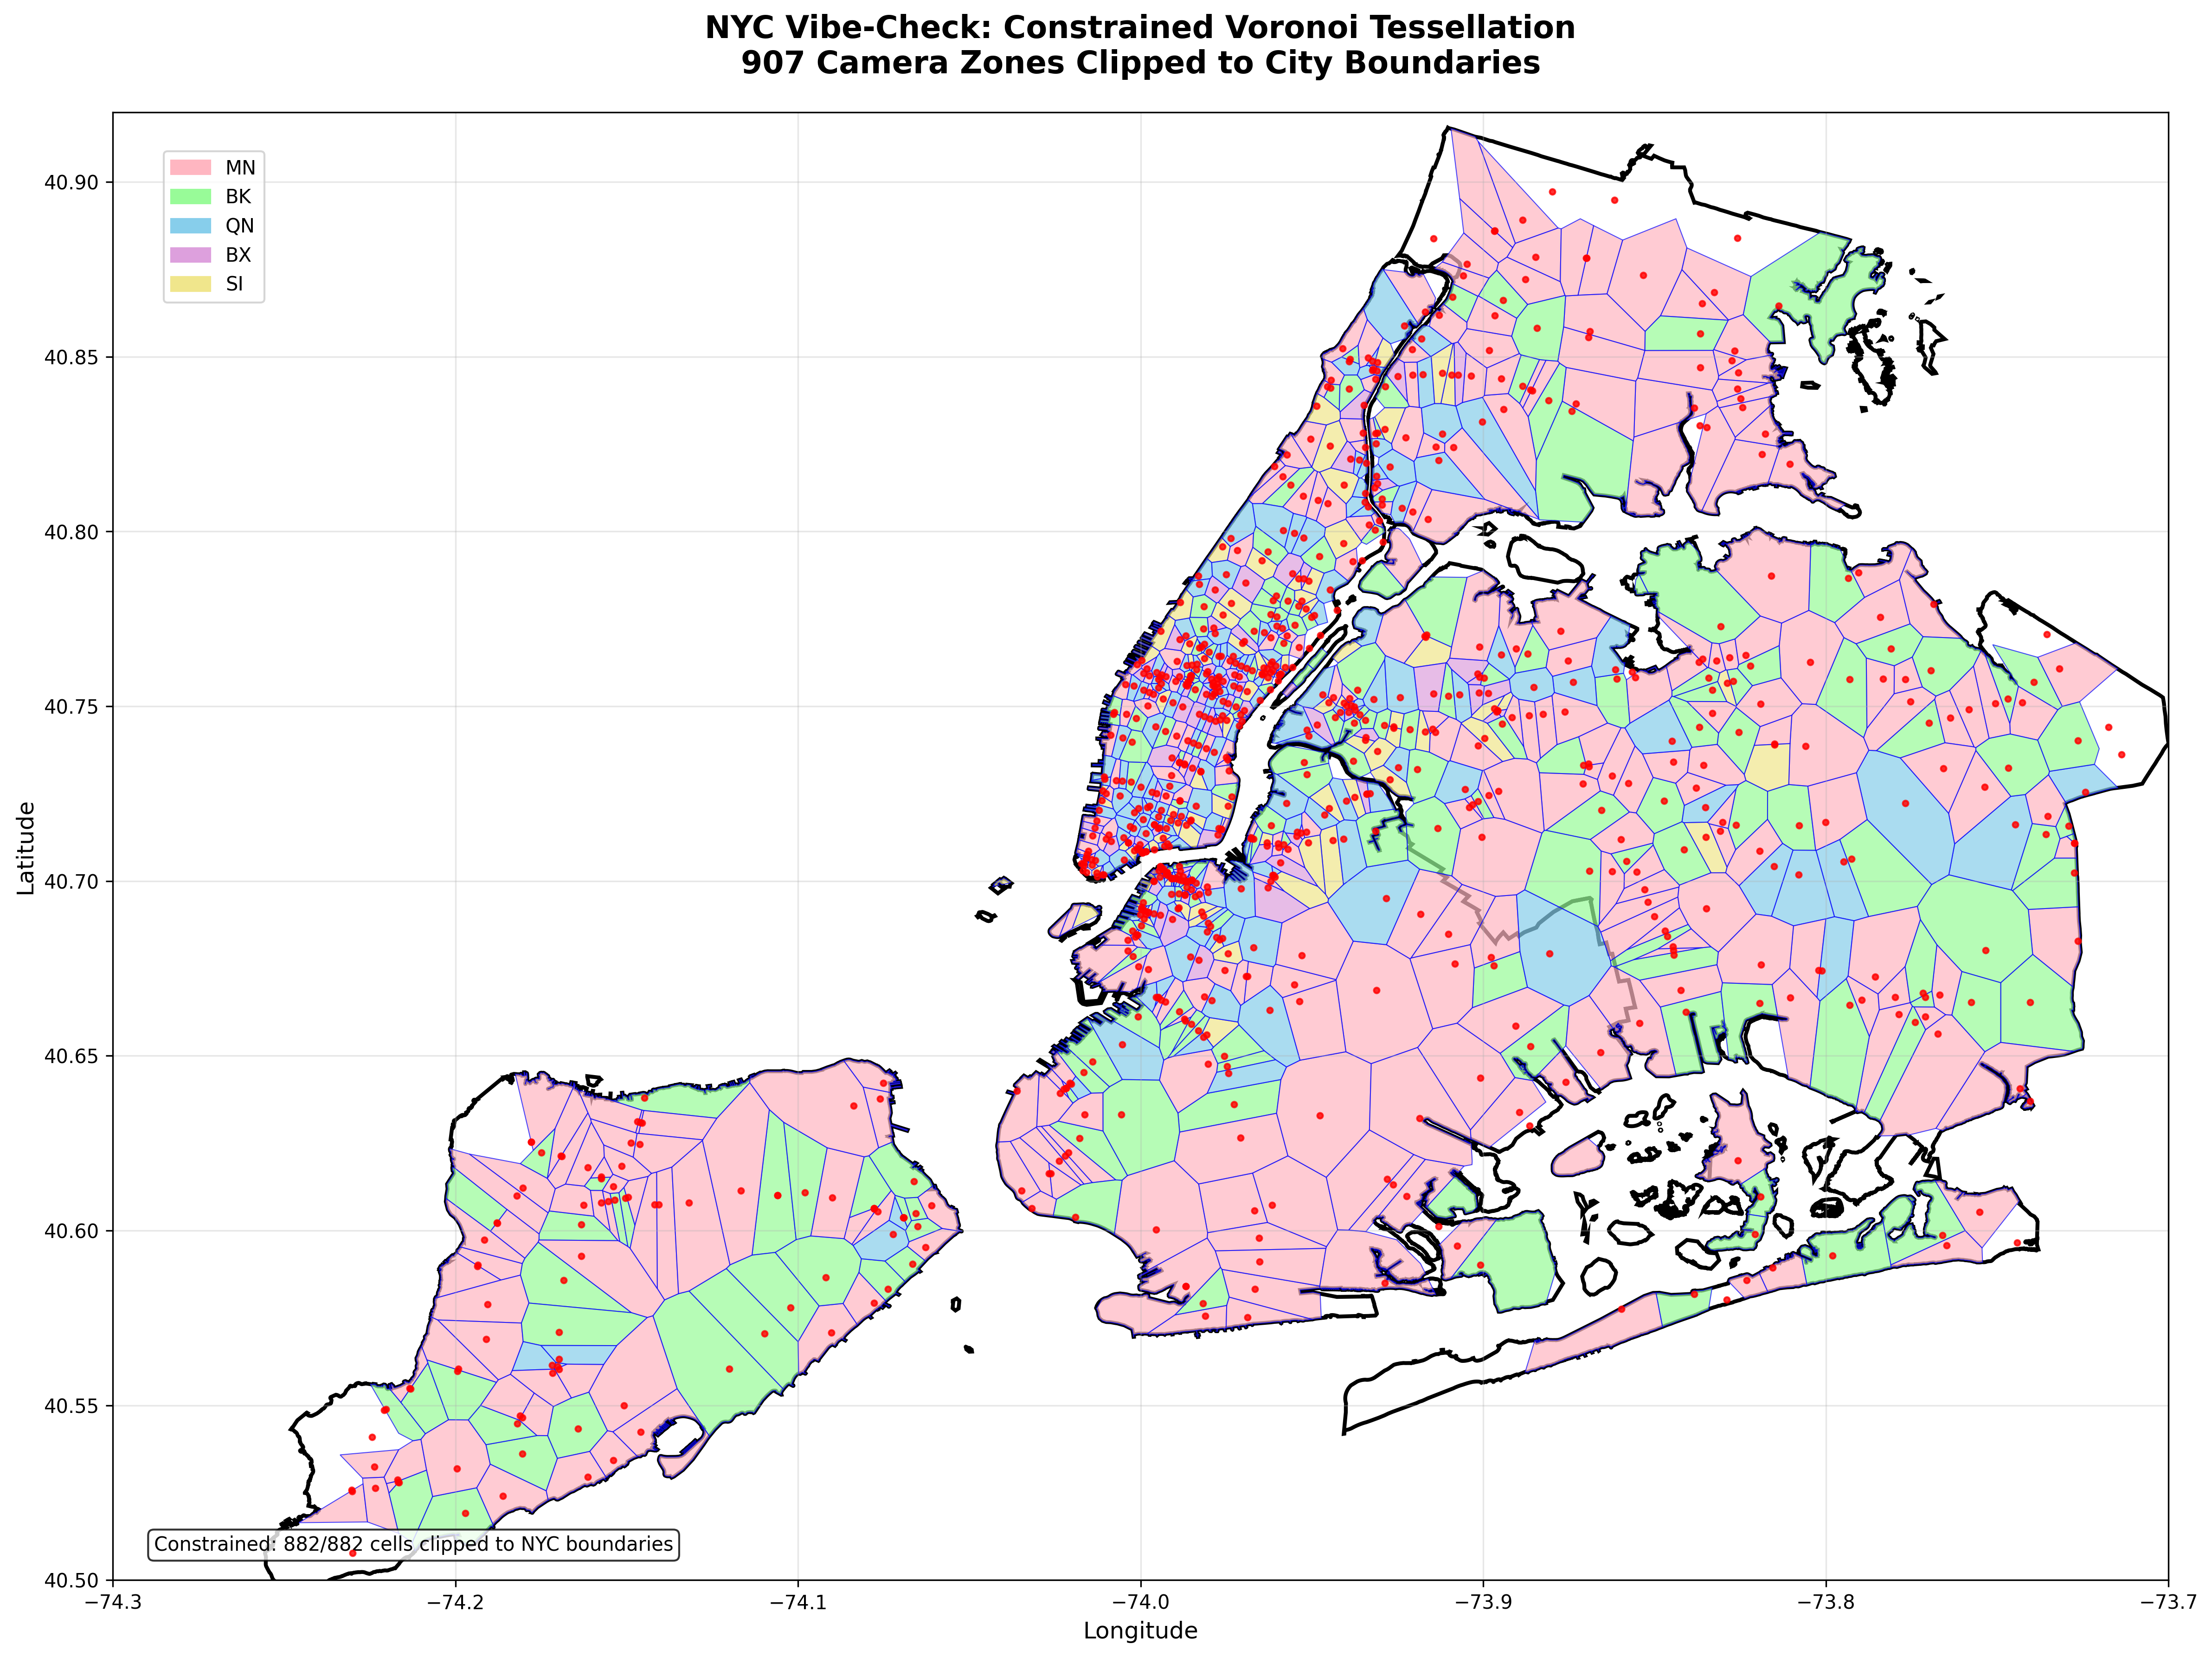 NYC Vibe-Check: Constrained Voronoi Tessellation
907 Camera Zones Clipped to City Boundaries
MN
BK
QN
BX
SI
40.90
40.85
40.80
40.75
40.70
40.65
40.60
40.55
40.50
Latitude
Constrained: 882/882 cells clipped to NYC boundaries
−74.3
−74.2
−74.1
−74.0
−73.9
−73.8
−73.7
Longitude